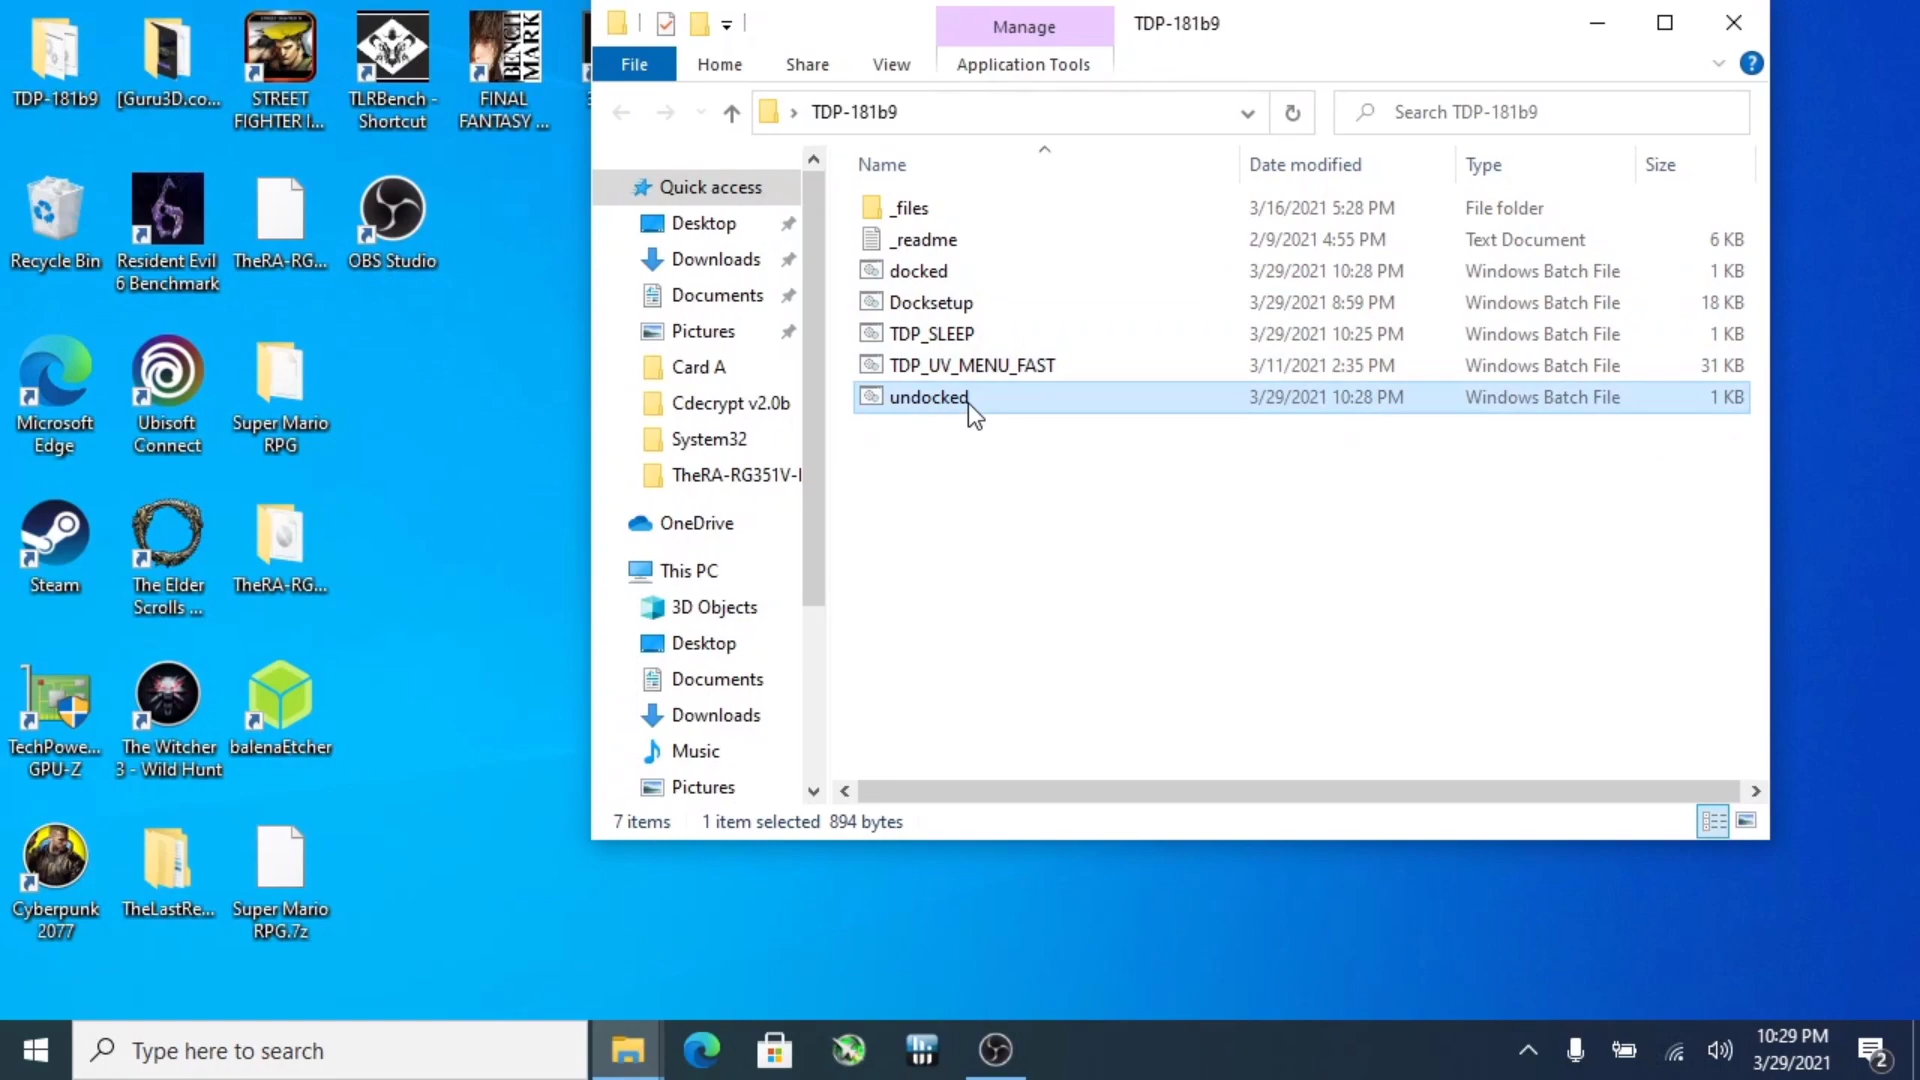 TDP-181b9
[Guru3D.co...
STREET
FIGHTER I...
TLRBench -
Shortcut
FINAL
FANTASY ...
BENCH
MARK
Recycle Bin
Resident Evil
6 Benchmark
TheRA-RG...
OBS Studio
Microsoft
Edge
Ubisoft
Connect
Super Mario
RPG
Steam
The Elder
Scrolls ...
TheRA-RG...
TechPowe...
GPU-Z
The Witcher
3 - Wild Hunt
balenaEtcher
Cyberpunk
2077
TheLastRe...
Super Mario
RPG.7z
Manage
TDP-181b9
File
Home
Share
View
Application Tools
TDP-181b9
Search TDP-181b9
Quick access
Desktop
Downloads
Documents
Pictures
Card A
Cdecrypt v2.0b
System32
TheRA-RG351V-I
OneDrive
This PC
3D Objects
Desktop
Documents
Downloads
Music
Pictures
Name Date modified Type Size
_files 3/16/2021 5:28 PM File folder
_readme 2/9/2021 4:55 PM Text Document 6 KB
docked 3/29/2021 10:28 PM Windows Batch File 1 KB
Docksetup 3/29/2021 8:59 PM Windows Batch File 18 KB
TDP_SLEEP 3/29/2021 10:25 PM Windows Batch File 1 KB
TDP_UV_MENU_FAST 3/11/2021 2:35 PM Windows Batch File 31 KB
undocked 3/29/2021 10:28 PM Windows Batch File 1 KB
7 items 1 item selected 894 bytes
Type here to search
10:29 PM
3/29/2021
2